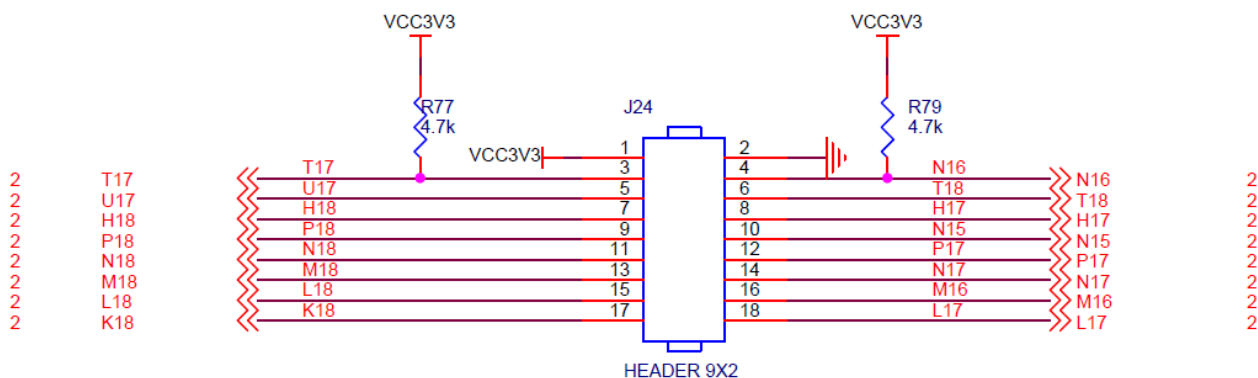 VCC3V3 VCC3V3
R77 J24 R79
4.7k 4.7k
VCC3V3 1 2
2 T17 T17 3 4 N16 N16 2
2 U17 U17 5 6 T18 T18 2
2 H18 H18 7 8 H17 H17 2
2 P18 P18 9 10 N15 N15 2
2 N18 N18 11 12 P17 P17 2
2 M18 M18 13 14 N17 N17 2
2 L18 L18 15 16 M16 M16 2
2 K18 K18 17 18 L17 L17 2
HEADER 9X2